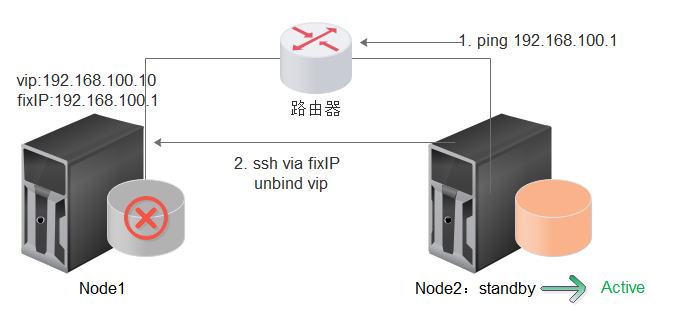 1. ping 192.168.100.1
vip:192.168.100.10
fixIP:192.168.100.1
路由器
2. ssh via fixIP
unbind vip
Node1
Node2：standby
Active